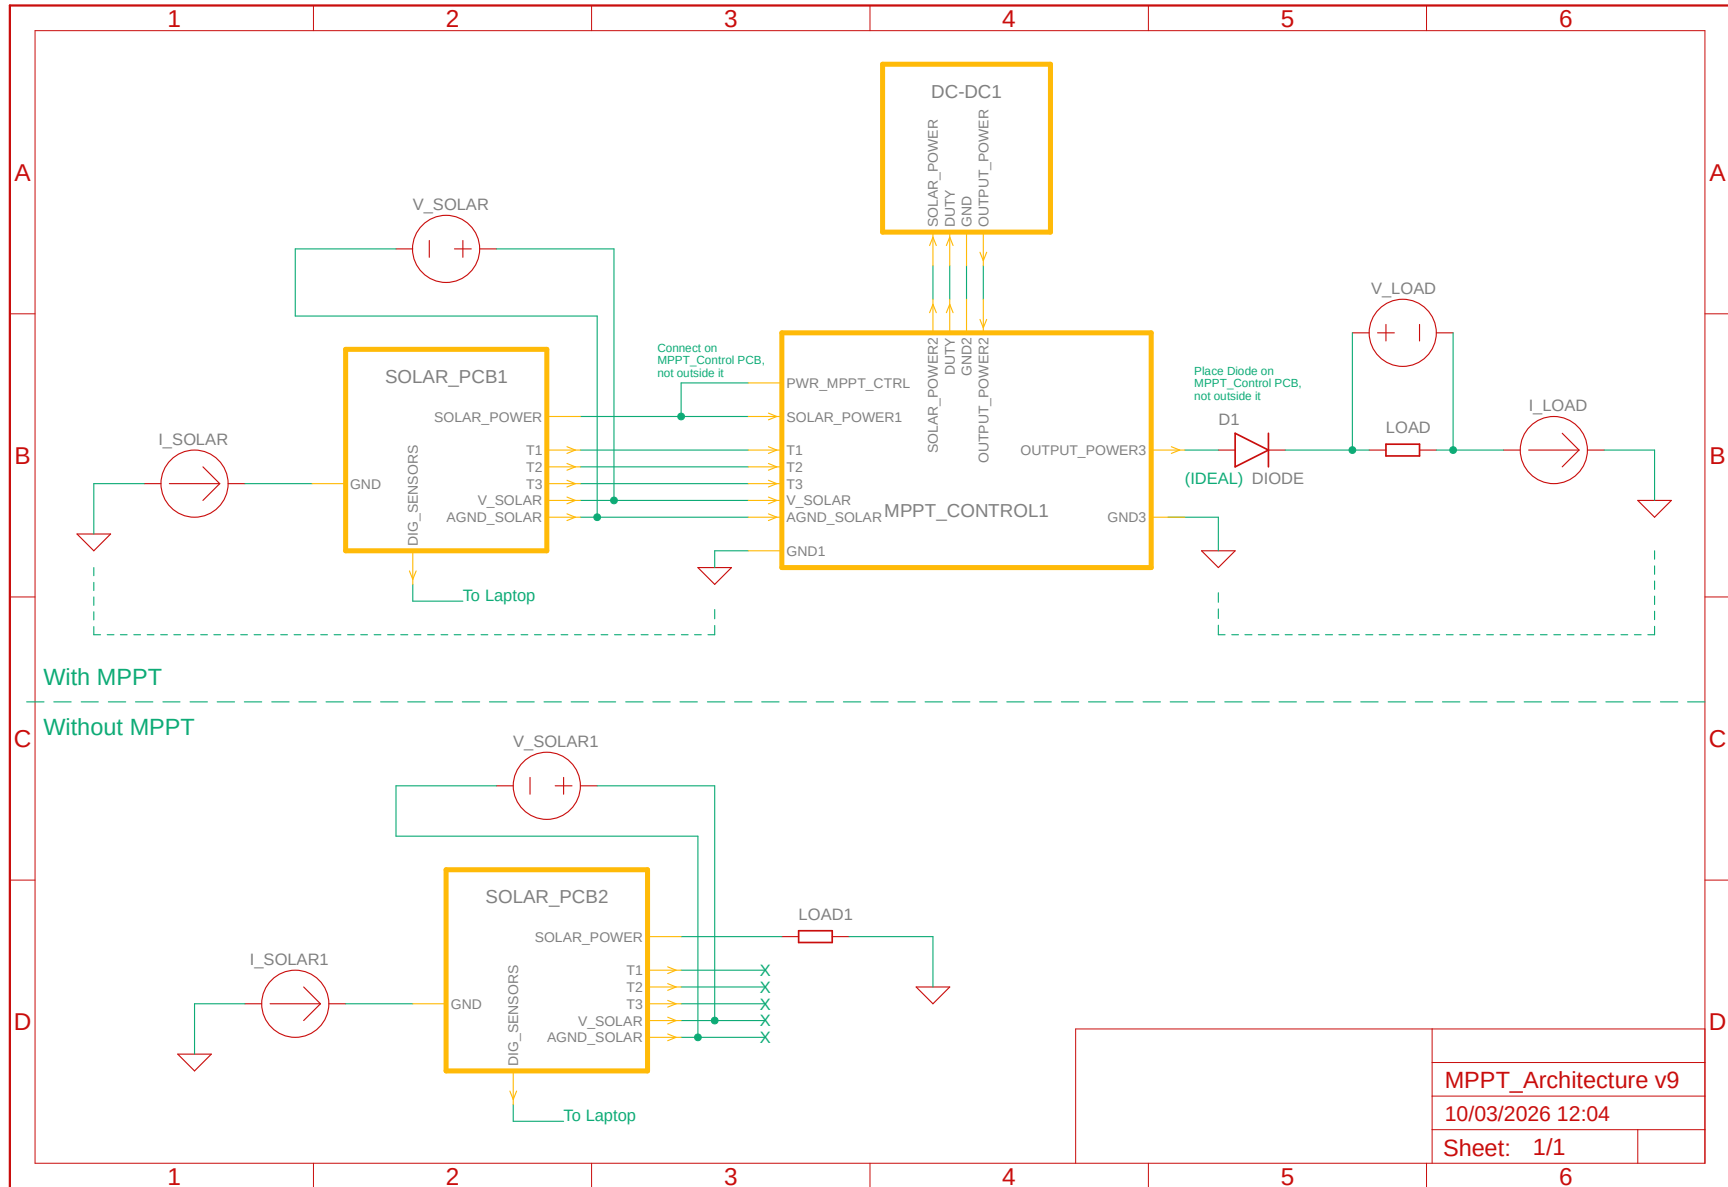 1 2 3 4 5 6
A
A
DC-DC1
SOLAR_POWER
DUTY
GND
OUTPUT_POWER
V_SOLAR
V_LOAD
B
B
Connect on
MPPT_Control PCB,
not outside it
SOLAR_PCB1
SOLAR_POWER
T1
T2
T3
V_SOLAR
AGND_SOLAR
GND
DIG_SENSORS
To Laptop
I_SOLAR
SOLAR_POWER2
DUTY
GND2
OUTPUT_POWER2
PWR_MPPT_CTRL
SOLAR_POWER1
T1
T2
T3
V_SOLAR
AGND_SOLAR
GND1
MPPT_CONTROL1
OUTPUT_POWER3
GND3
Place Diode on
MPPT_Control PCB,
not outside it
D1
(IDEAL) DIODE
LOAD
I_LOAD
With MPPT
Without MPPT
C
C
V_SOLAR1
SOLAR_PCB2
SOLAR_POWER
T1
T2
T3
V_SOLAR
AGND_SOLAR
GND
DIG_SENSORS
To Laptop
I_SOLAR1
LOAD1
X
X
X
X
X
D
D
MPPT_Architecture v9
10/03/2026 12:04
Sheet: 1/1
1 2 3 4 5 6